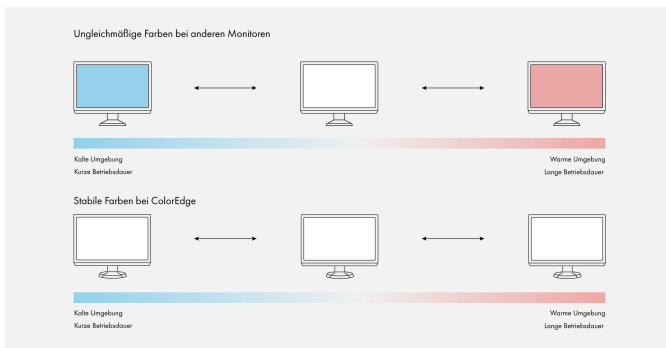 Ungleichmäßige Farben bei anderen Monitoren
Kalte Umgebung
Warme Umgebung
Kurze Betriebsdauer
Lange Betriebsdauer
Stabile Farben bei ColorEdge
Kalte Umgebung
Warme Umgebung
Kurze Betriebsdauer
Lange Betriebsdauer